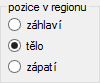 pozice v regionu
záhlaví
tělo
zápatí